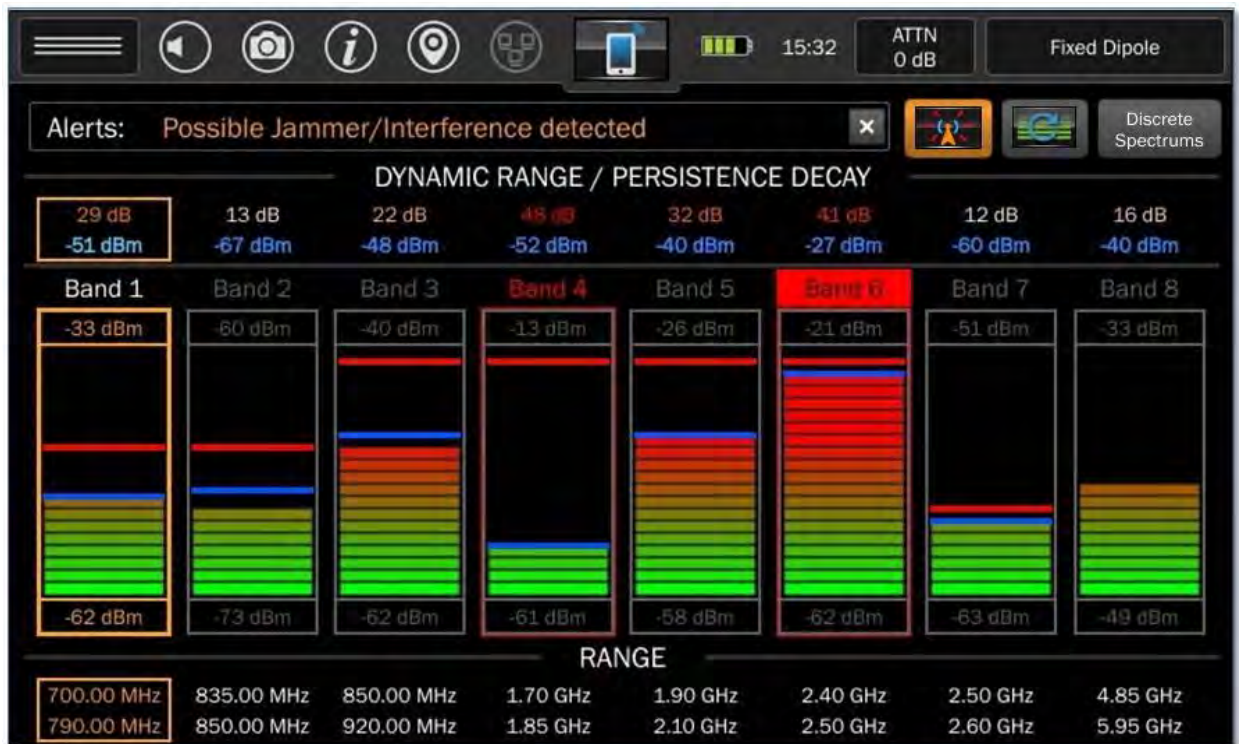 15:32
ATTN
0 dB
Fixed Dipole
Alerts: Possible Jammer/Interference detected
Discrete
Spectrums
DYNAMIC RANGE / PERSISTENCE DECAY
29 dB 13 dB 22 dB 48 dB 32 dB 41 dB 12 dB 16 dB
-51 dBm -67 dBm -48 dBm -52 dBm -40 dBm -27 dBm -60 dBm -40 dBm
Band 1 Band 2 Band 3 Band 4 Band 5 Band 6 Band 7 Band 8
-33 dBm -60 dBm -40 dBm -13 dBm -26 dBm -21 dBm -51 dBm -33 dBm
-62 dBm -73 dBm -62 dBm -61 dBm -58 dBm -62 dBm -63 dBm -49 dBm
RANGE
700.00 MHz 835.00 MHz 850.00 MHz 1.70 GHz 1.90 GHz 2.40 GHz 2.50 GHz 4.85 GHz
790.00 MHz 850.00 MHz 920.00 MHz 1.85 GHz 2.10 GHz 2.50 GHz 2.60 GHz 5.95 GHz